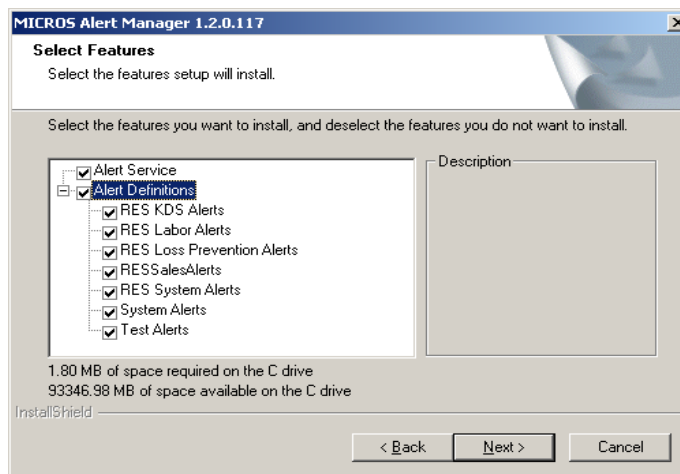 MICROS Alert Manager 1.2.0.117
Select Features
Select the features setup will install.
Select the features you want to install, and deselect the features you do not want to install.
Alert Service
Alert Definitions
RES KDS Alerts
RES Labor Alerts
RES Loss Prevention Alerts
RESSalesAlerts
RES System Alerts
System Alerts
Test Alerts
Description
1.80 MB of space required on the C drive
93346.98 MB of space available on the C drive
InstallShield
< Back
Next >
Cancel